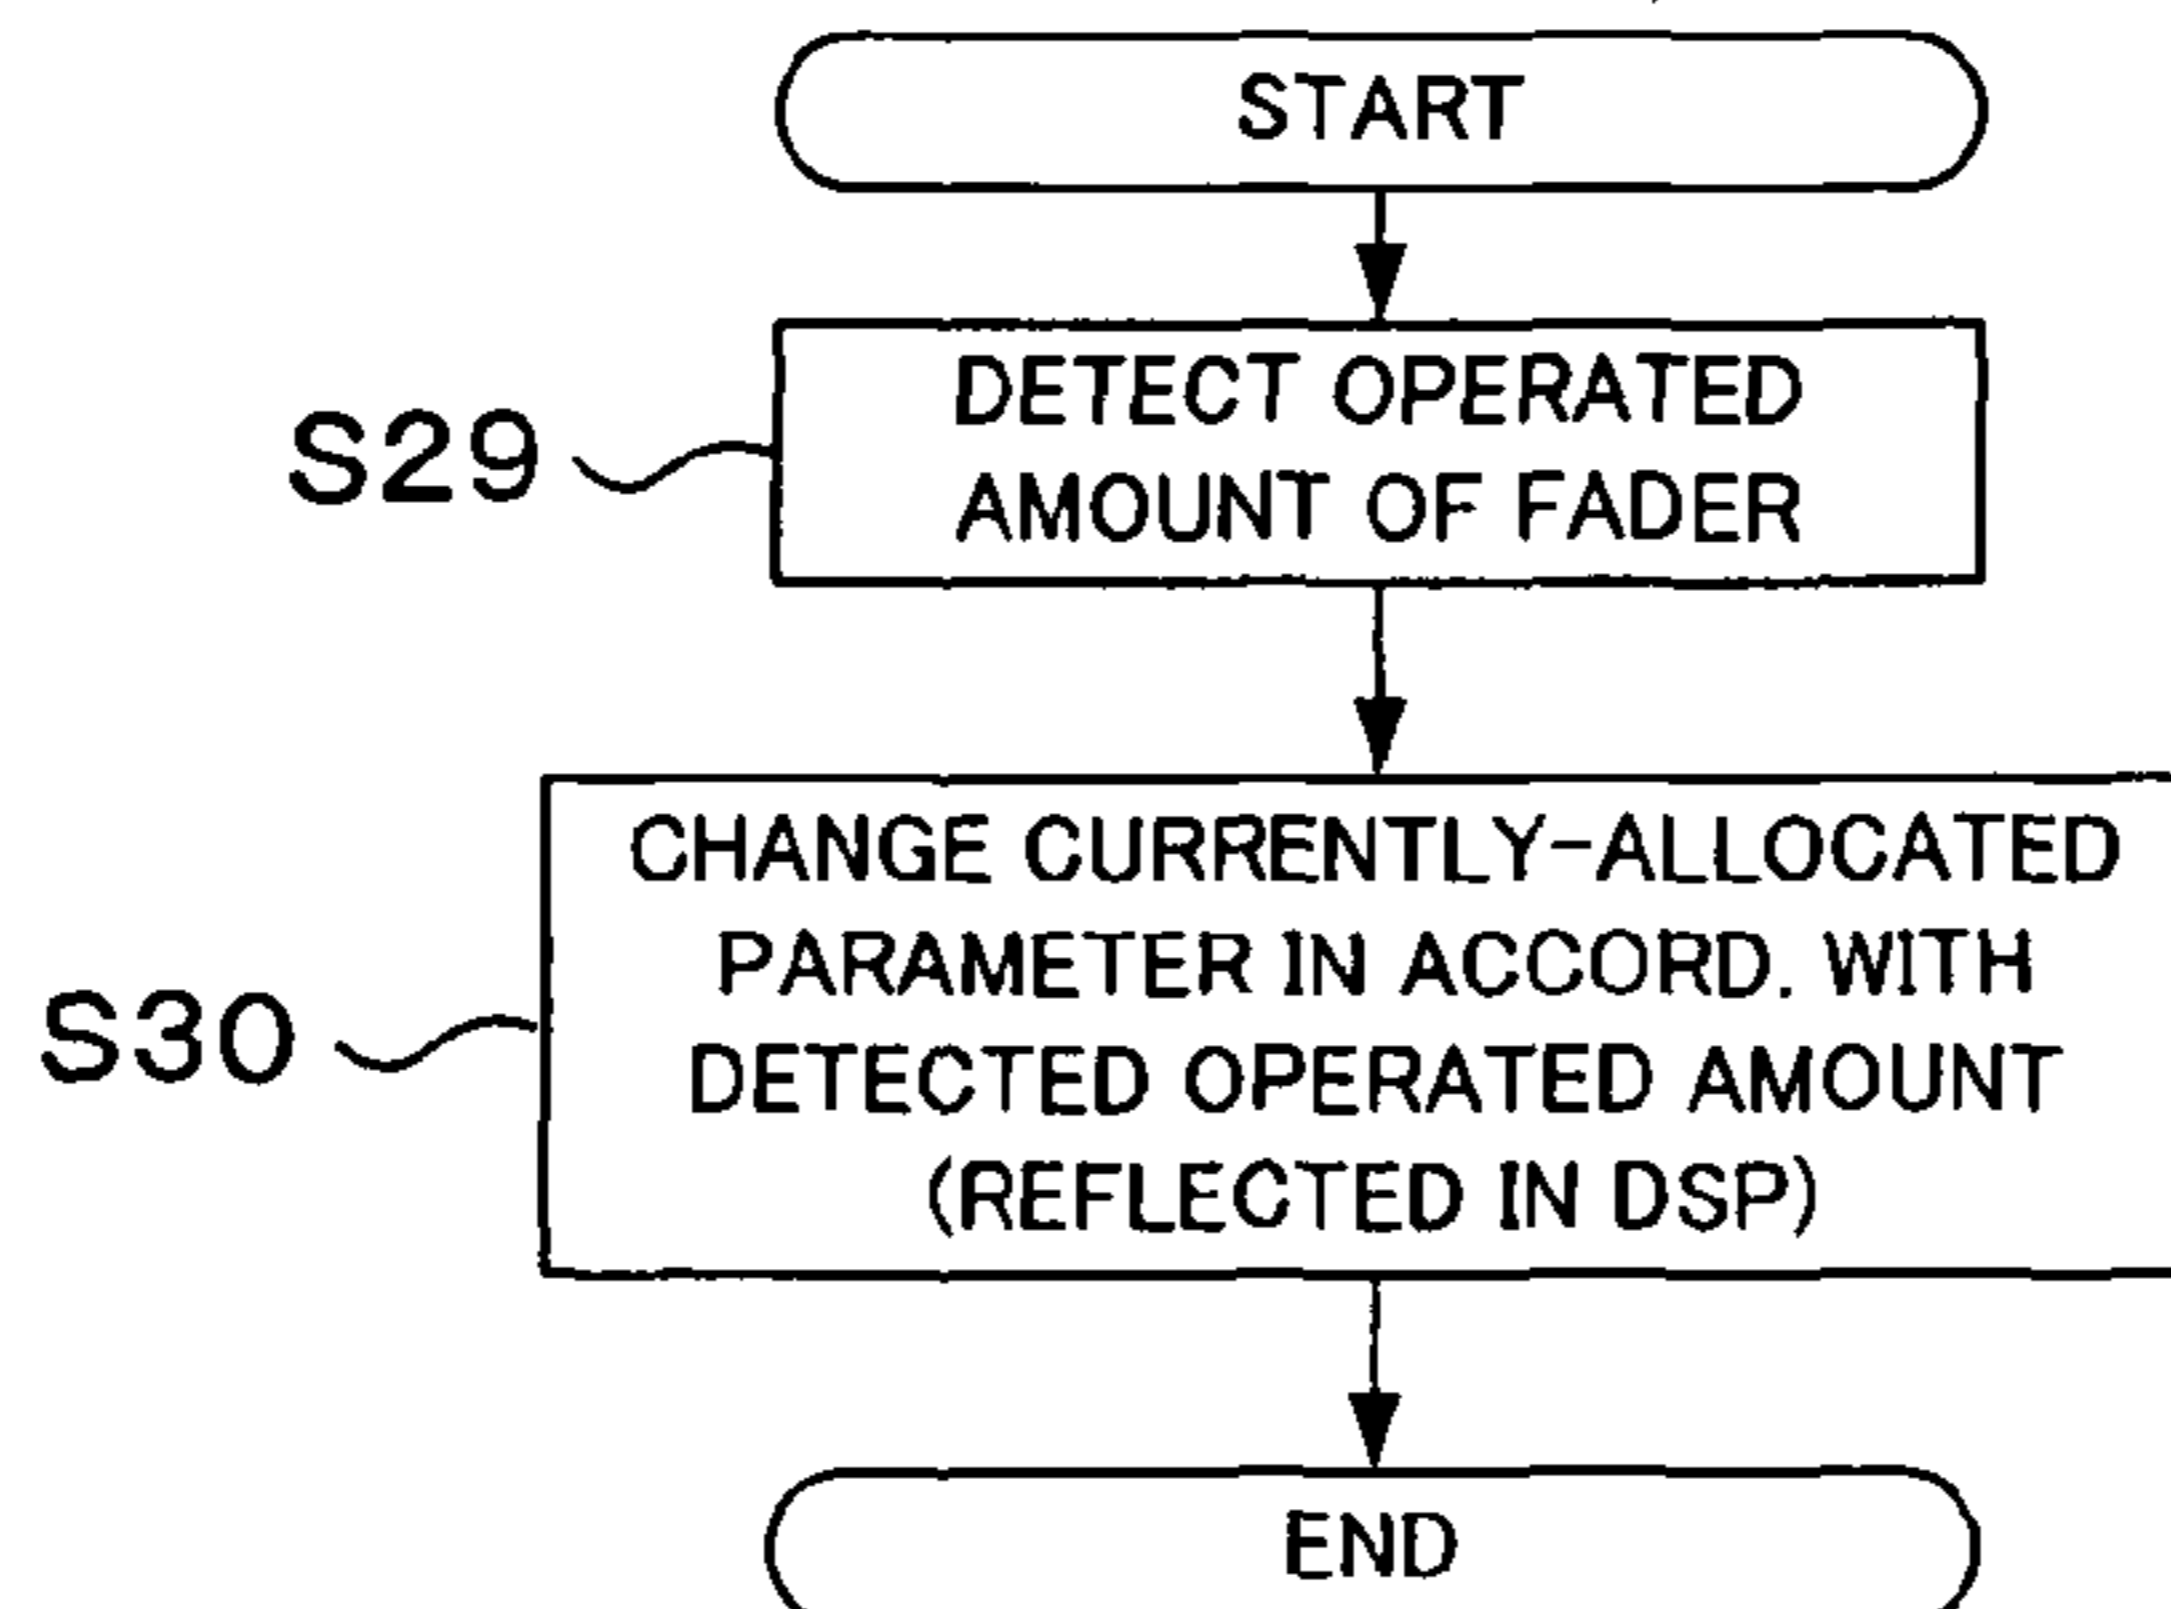 START
S29
DETECT OPERATED
AMOUNT OF FADER
S30
CHANGE CURRENTLY-ALLOCATED
PARAMETER IN ACCORD. WITH
DETECTED OPERATED AMOUNT
(REFLECTED IN DSP)
END